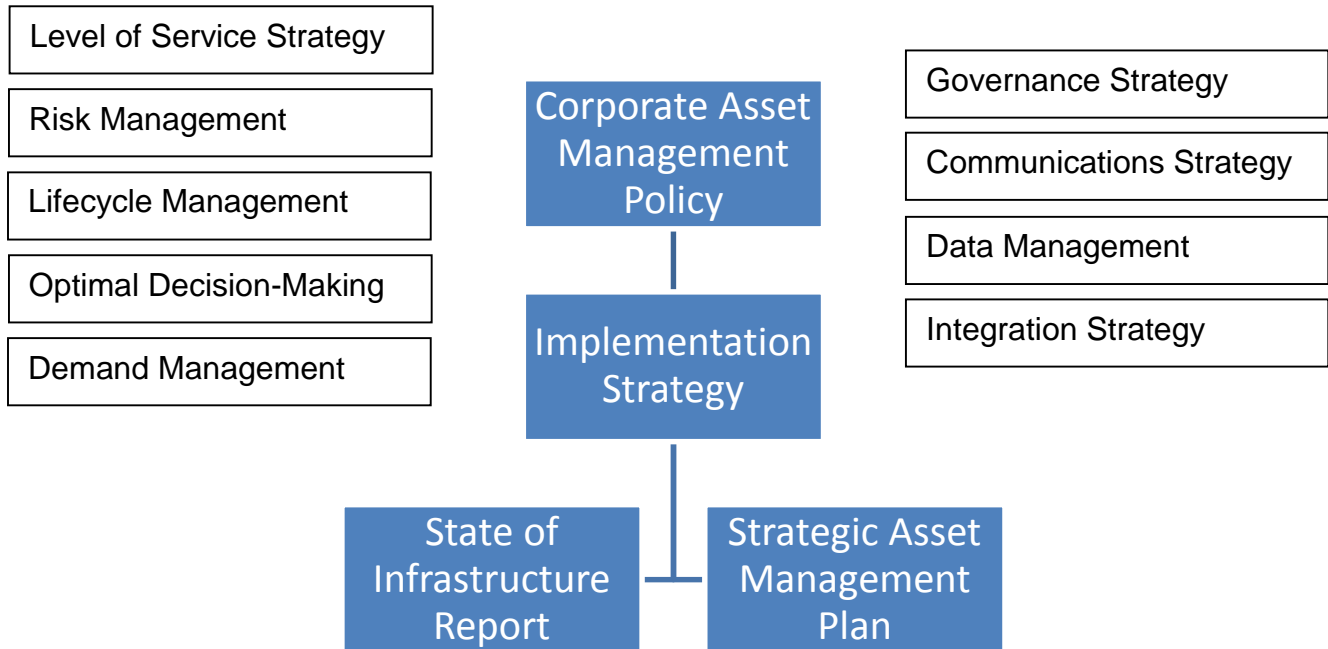 Level of Service Strategy
Risk Management
Lifecycle Management
Optimal Decision-Making
Demand Management
Corporate Asset
Management
Policy
Implementation
Strategy
State of
Infrastructure
Report
Strategic Asset
Management
Plan
Governance Strategy
Communications Strategy
Data Management
Integration Strategy